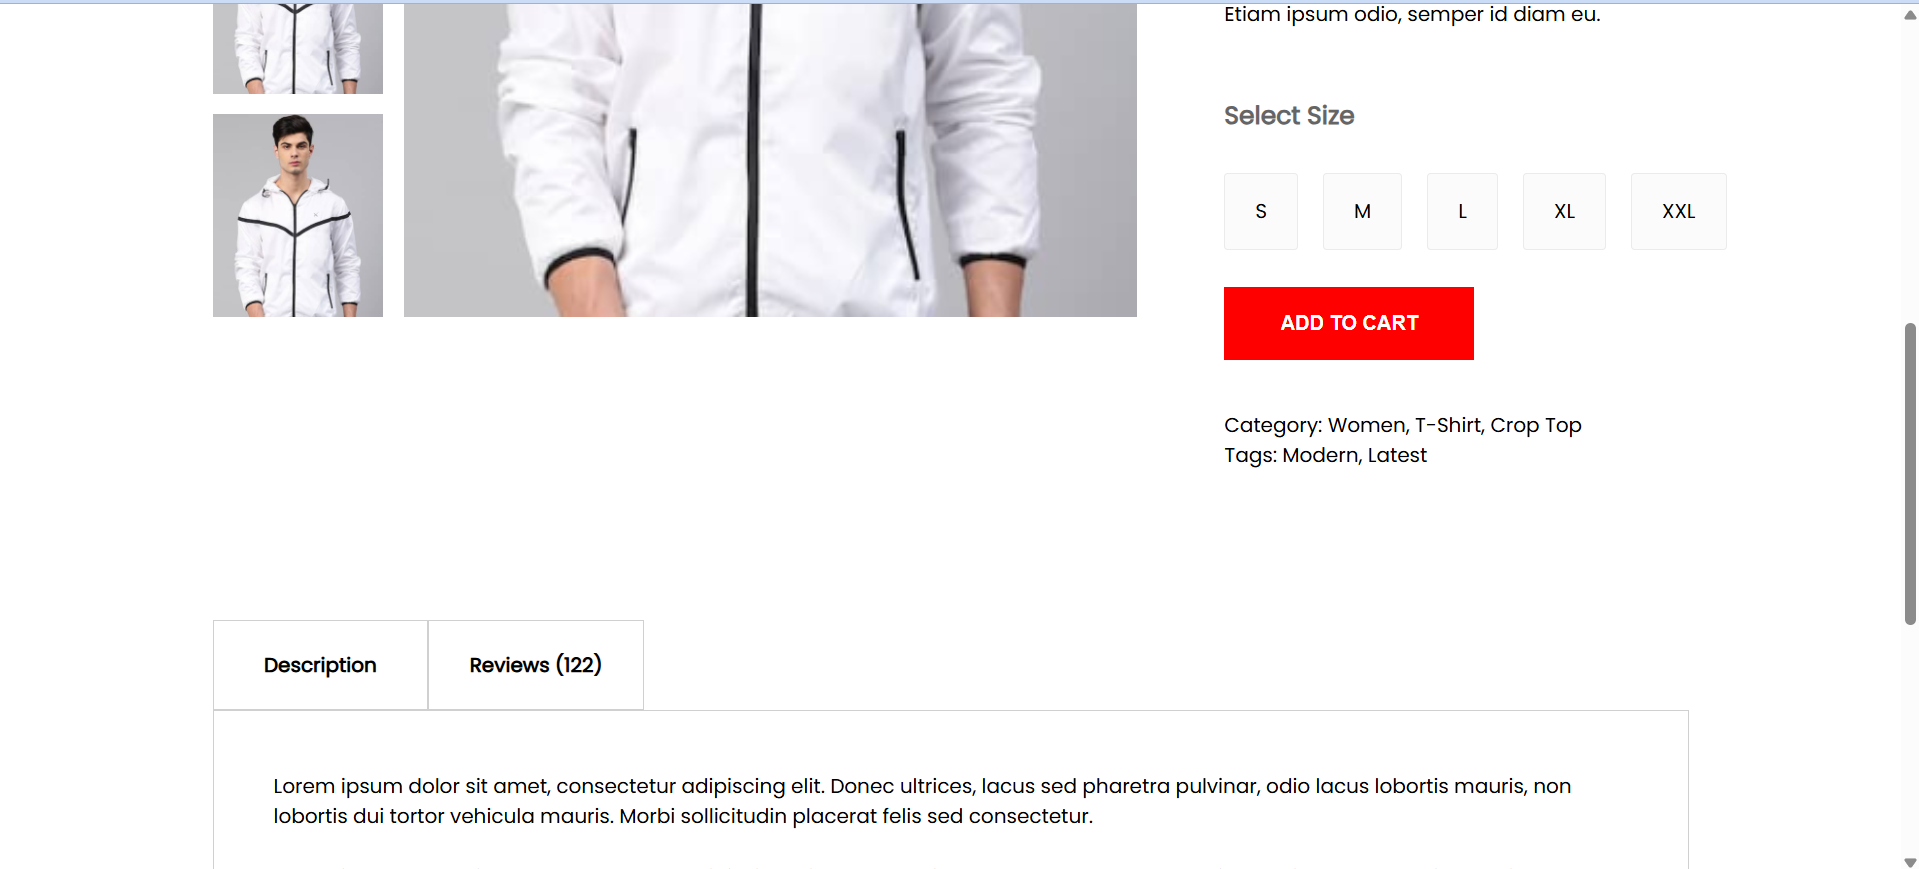 Etiam ipsum odio, semper id diam eu.
Select Size
S M L XL XXL
ADD TO CART
Category: Women, T-Shirt, Crop Top
Tags: Modern, Latest
Description Reviews (122)
Lorem ipsum dolor sit amet, consectetur adipiscing elit. Donec ultrices, lacus sed pharetra pulvinar, odio lacus lobortis mauris, non
lobortis dui tortor vehicula mauris. Morbi sollicitudin placerat felis sed consectetur.